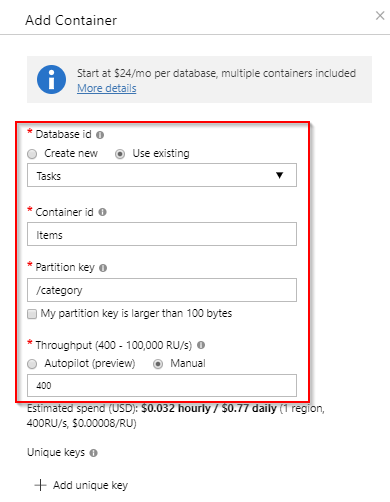 Add Container
Start at $24/mo per database, multiple containers included
More details
* Database id
Create new Use existing
Tasks
* Container id
Items
* Partition key
/category
My partition key is larger than 100 bytes
* Throughput (400 - 100,000 RU/s)
Autopilot (preview) Manual
400
Estimated spend (USD): $0.032 hourly / $0.77 daily (1 region,
400RU/s, $0.00008/RU)
Unique keys
+ Add unique key